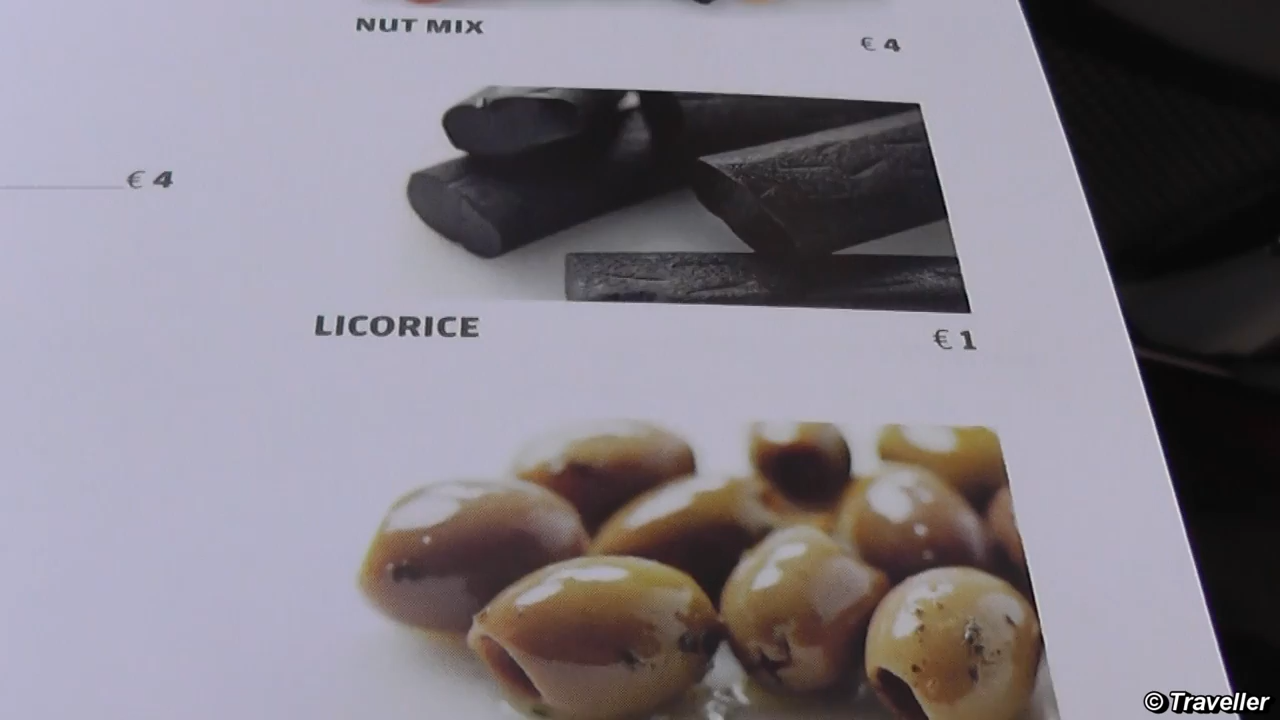 NUT MIX
€ 4
€ 4
LICORICE
€ 1
© Traveller